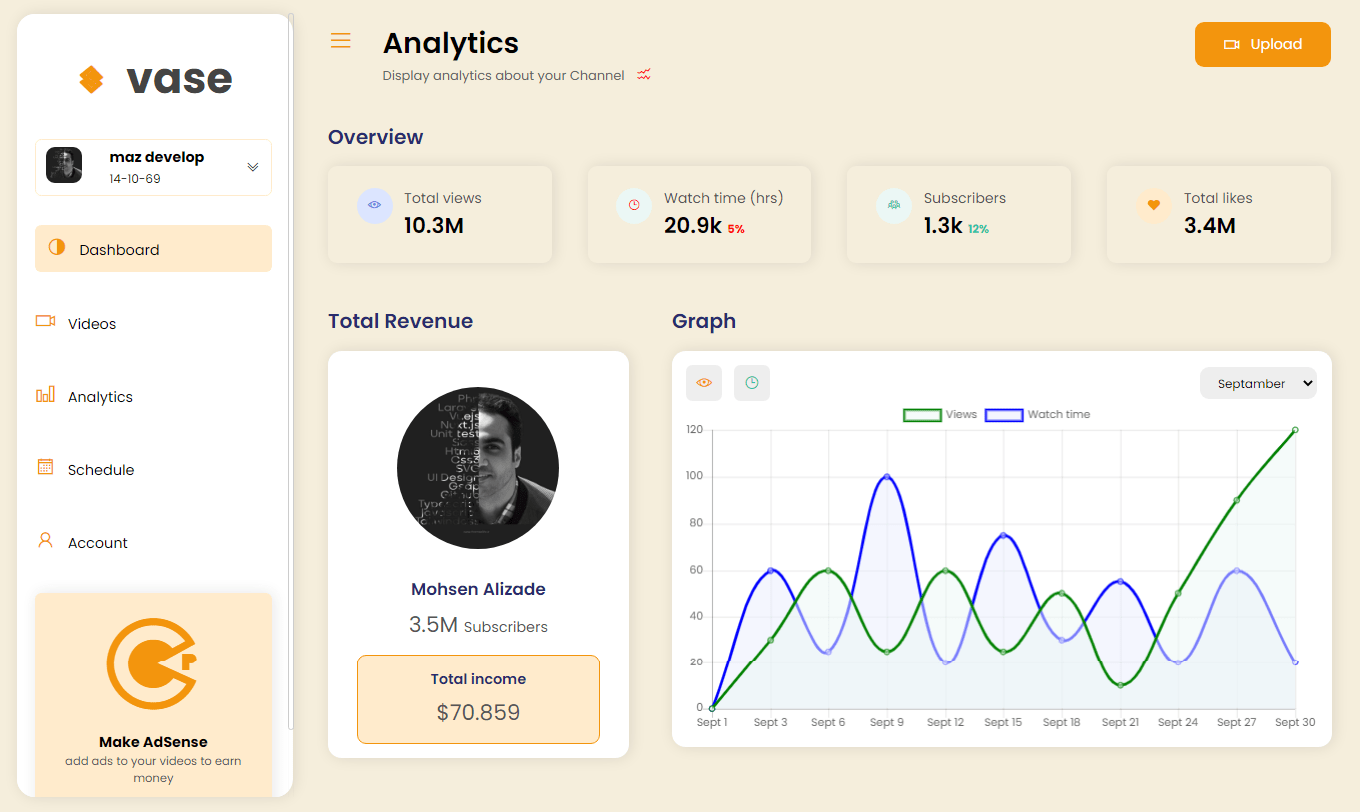 vase
maz develop
14-10-69
Dashboard
Videos
Analytics
Schedule
Account
Make AdSense
add ads to your videos to earn
money
Analytics
Display analytics about your Channel
Upload
Overview
Total views
10.3M
Watch time (hrs)
20.9k 5%
Subscribers
1.3k 12%
Total likes
3.4M
Total Revenue
Mohsen Alizade
3.5M Subscribers
Total income
$70.859
Graph
Septamber
Views Watch time
120
100
80
60
40
20
0
Sept 1 Sept 3 Sept 6 Sept 9 Sept 12 Sept 15 Sept 18 Sept 21 Sept 24 Sept 27 Sept 30